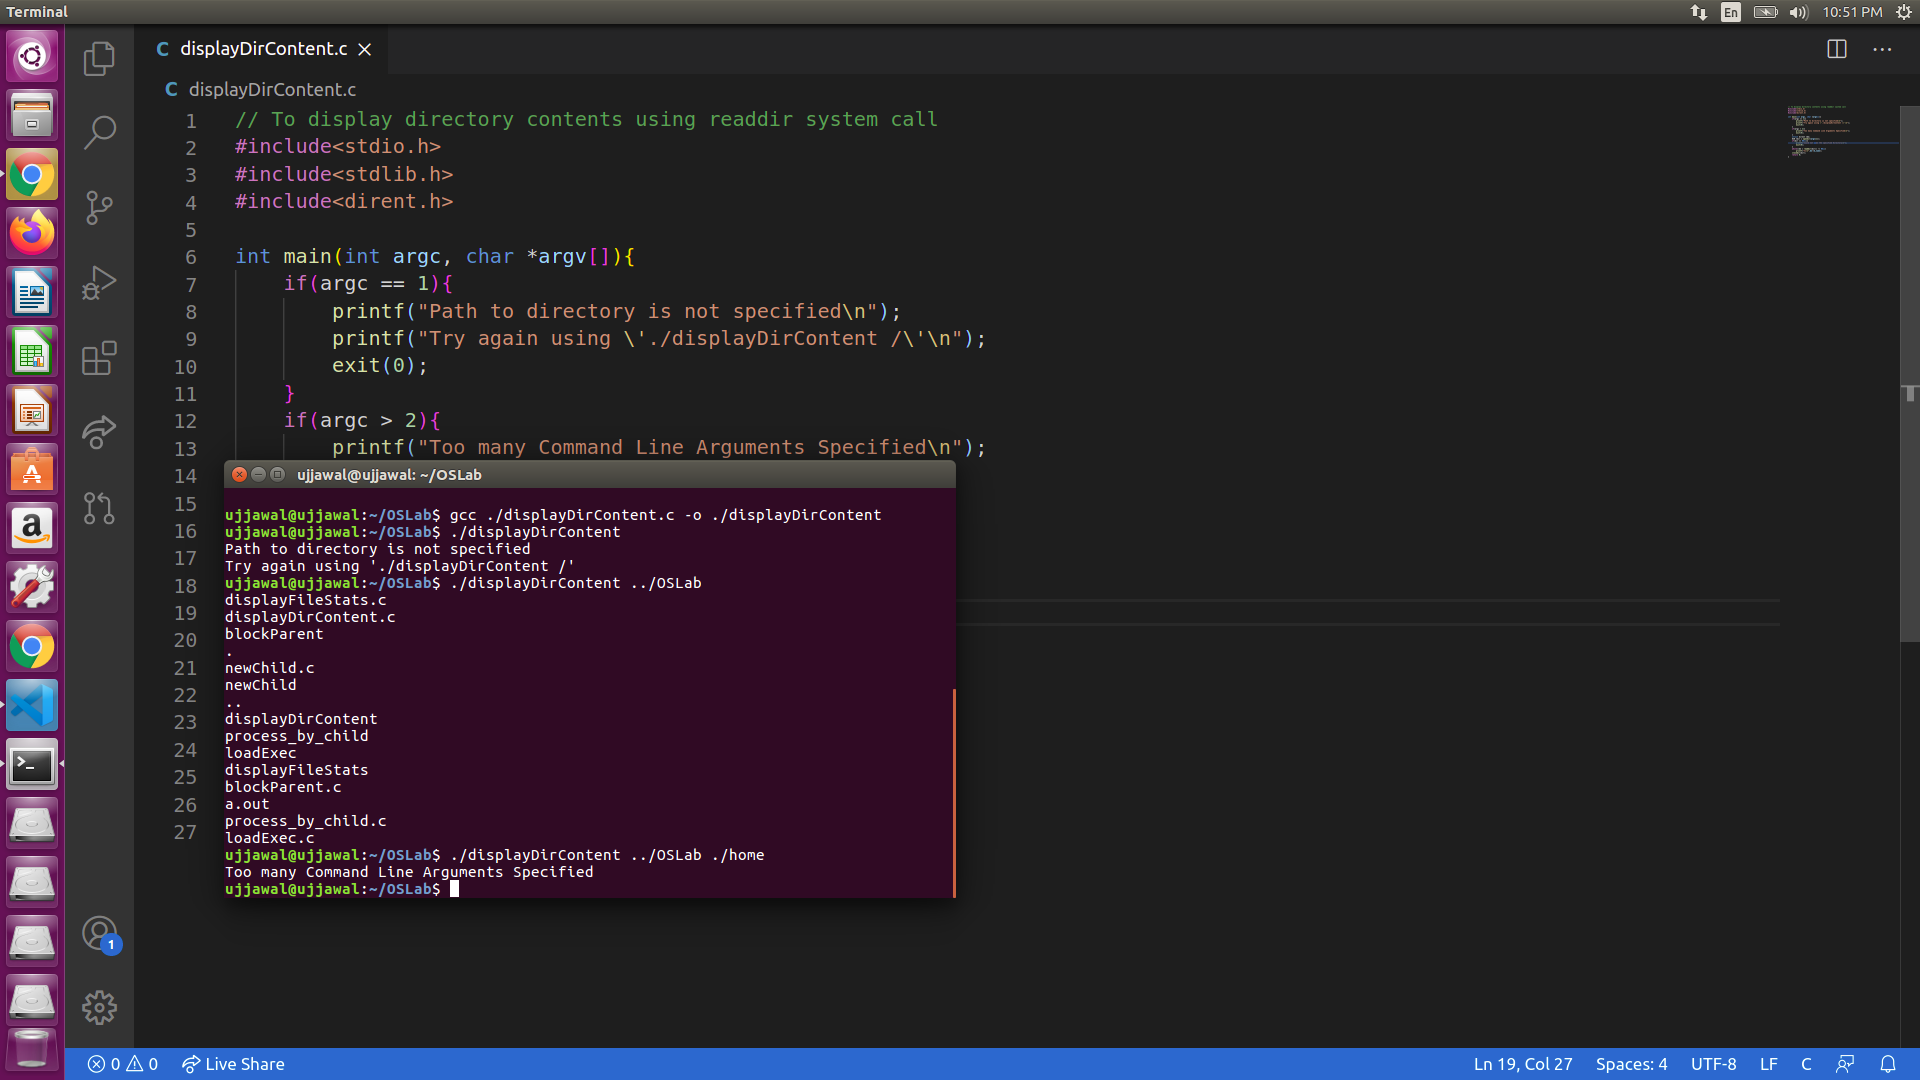 Terminal
En
10:51 PM
C displayDirContent.c
C displayDirContent.c
1 // To display directory contents using readdir system call
2 #include<stdio.h>
3 #include<stdlib.h>
4 #include<dirent.h>
5
6 int main(int argc, char *argv[]){
7 if(argc == 1){
8 printf("Path to directory is not specified\n");
9 printf("Try again using \'./displayDirContent /\'\n");
10 exit(0);
11 }
12 if(argc > 2){
13 printf("Too many Command Line Arguments Specified\n");
14
15
16
17
18
19
20
21
22
23
24
25
26
27
ujjawal@ujjawal: ~/OSLab
ujjawal@ujjawal:~/OSLab$ gcc ./displayDirContent.c -o ./displayDirContent
ujjawal@ujjawal:~/OSLab$ ./displayDirContent
Path to directory is not specified
Try again using './displayDirContent /'
ujjawal@ujjawal:~/OSLab$ ./displayDirContent ../OSLab
displayFileStats.c
displayDirContent.c
blockParent
.
newChild.c
newChild
..
displayDirContent
process_by_child
loadExec
displayFileStats
blockParent.c
a.out
process_by_child.c
loadExec.c
ujjawal@ujjawal:~/OSLab$ ./displayDirContent ../OSLab ./home
Too many Command Line Arguments Specified
ujjawal@ujjawal:~/OSLab$
1
0 0 Live Share
Ln 19, Col 27 Spaces: 4 UTF-8 LF C